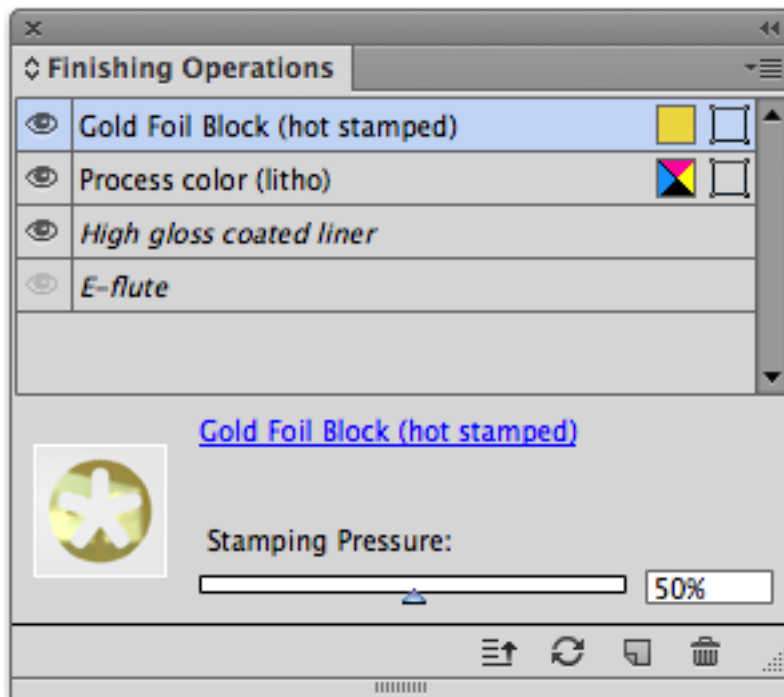 Finishing Operations
Gold Foil Block (hot stamped)
Process color (litho)
High gloss coated liner
E-flute
Gold Foil Block (hot stamped)
Stamping Pressure:
50%